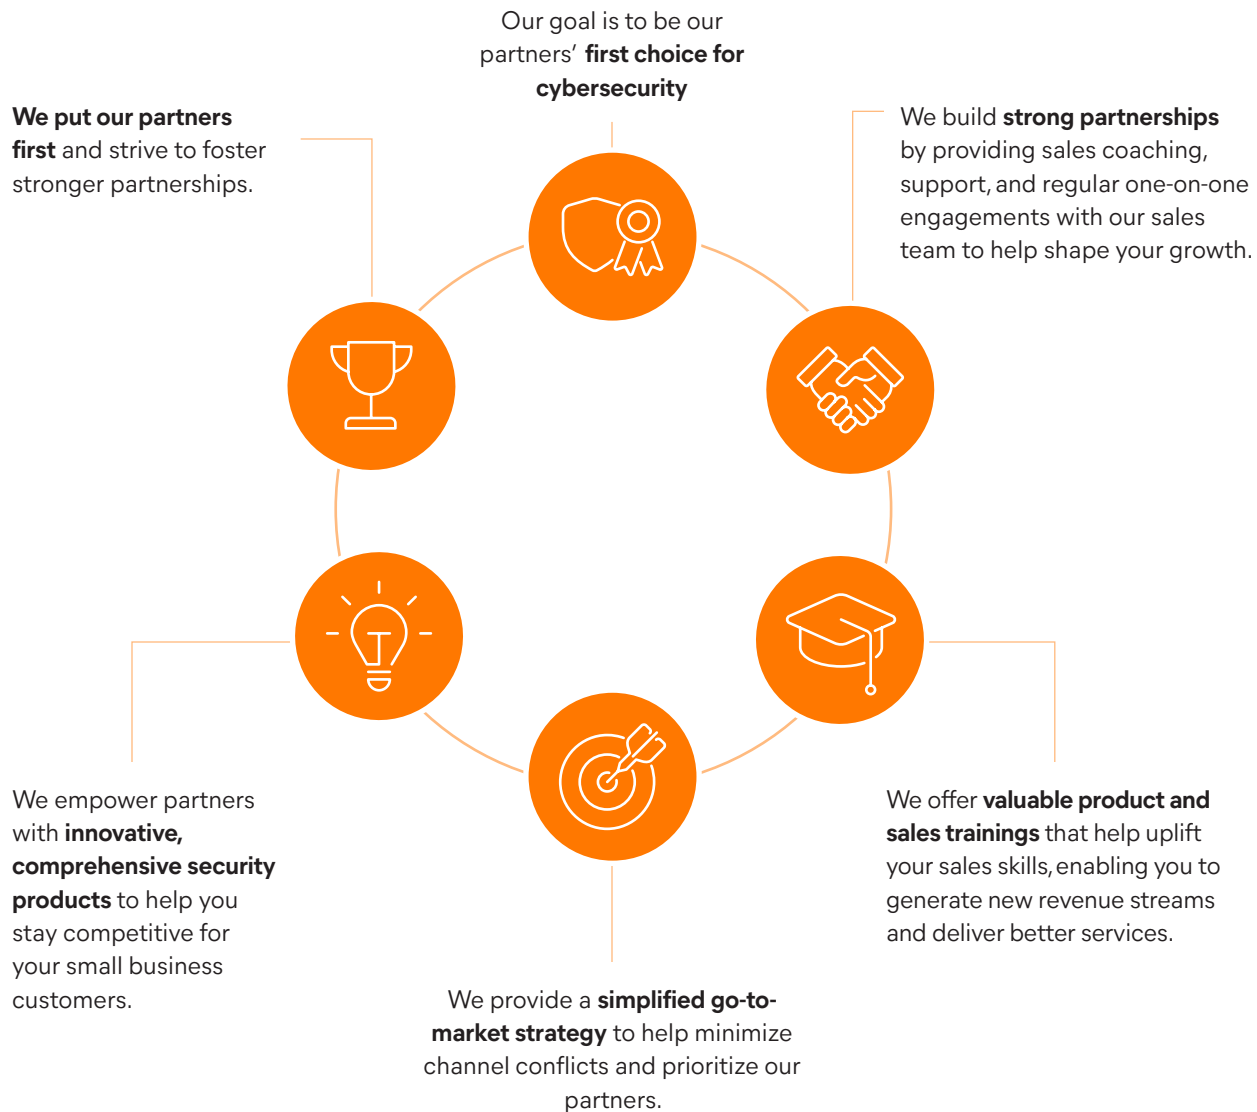 Our goal is to be our
partners’ first choice for
cybersecurity
We put our partners
first and strive to foster
stronger partnerships.
We build strong partnerships
by providing sales coaching,
support, and regular one-on-one
engagements with our sales
team to help shape your growth.
We empower partners
with innovative,
comprehensive security
products to help you
stay competitive for
your small business
customers.
We offer valuable product and
sales trainings that help uplift
your sales skills, enabling you to
generate new revenue streams
and deliver better services.
We provide a simplified go-to-
market strategy to help minimize
channel conflicts and prioritize our
partners.